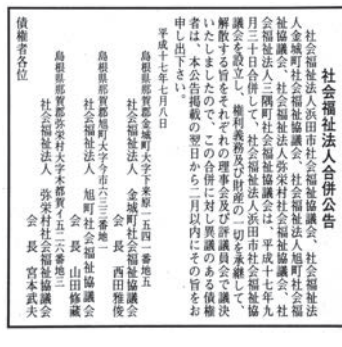 社会福祉法人合併公告
社会福祉法人浜田市社会福祉協議会、社会福祉法
人金城町社会福祉協議会、社会福祉法人旭町社会福
祉協議会、社会福祉法人弥栄村社会福祉協議会、社
会福祉法人三隅町社会福祉協議会は、平成十七年九
月三十日合併して、社会福祉法人浜田市社会福祉協
議会を設立し、権利義務及び財産の一切を承継して、
解散する旨をそれぞれの理事会及び評議員会で議決
いたしましたので、この合併に対し異議のある債権
者は、本公告掲載の翌日から二月以内にその旨をお
申し出下さい。
平成十七年七月八日
島根県那賀郡金城町大字下来原一五四一番地五
社会福祉法人 金城町社会福祉協議会
会長 西田雅俊
島根県那賀郡旭町大字今市六三三番地一
社会福祉法人 旭町社会福祉協議会
会長 山田修蔵
島根県那賀郡弥栄村大字木都賀イ五二六番地三
社会福祉法人 弥栄村社会福祉協議会
会長 宮本武夫
債権者各位